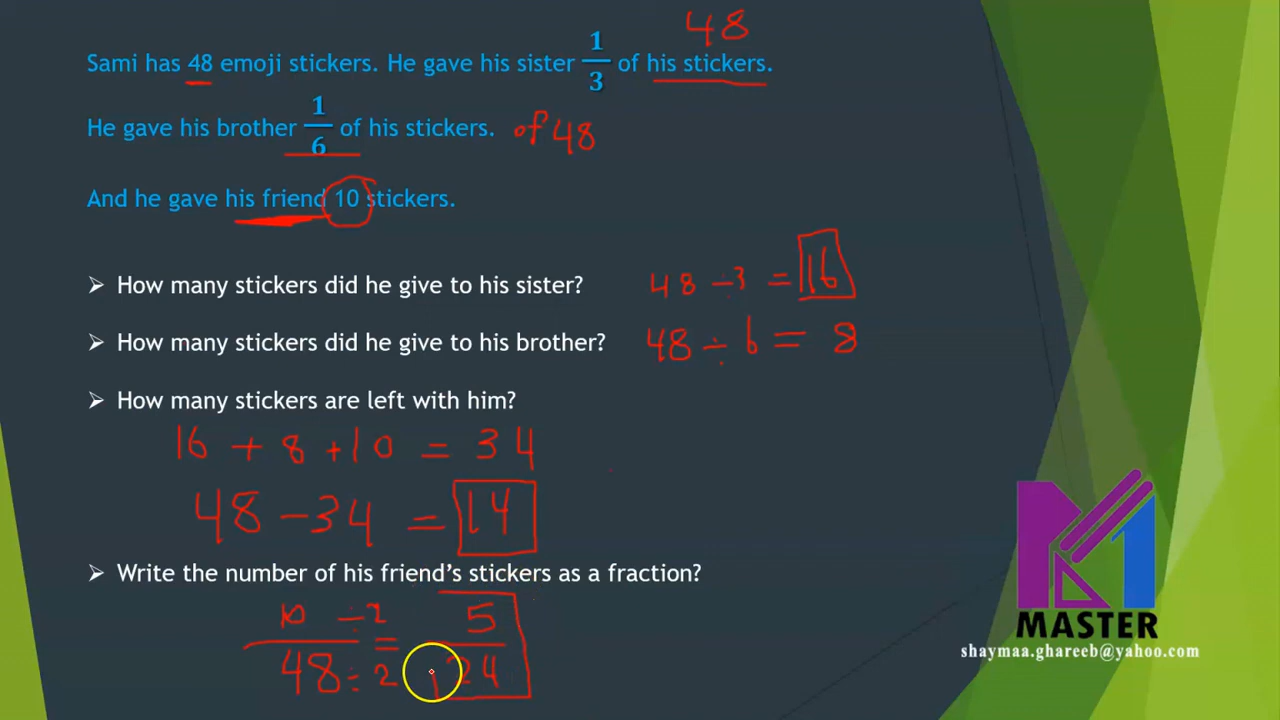 48
Sami has 48 emoji stickers. He gave his sister 1/3 of his stickers.
He gave his brother 1/6 of his stickers. of 48
And he gave his friend 10 stickers.
➢ How many stickers did he give to his sister? 48 ÷ 3 = 16
➢ How many stickers did he give to his brother? 48 ÷ 6 = 8
➢ How many stickers are left with him?
16 + 8 + 10 = 34
48 - 34 = 14
➢ Write the number of his friend's stickers as a fraction?
10 ÷ 2 = 5
48 ÷ 2 24
M1
MASTER
shaymaa.ghareeb@yahoo.com